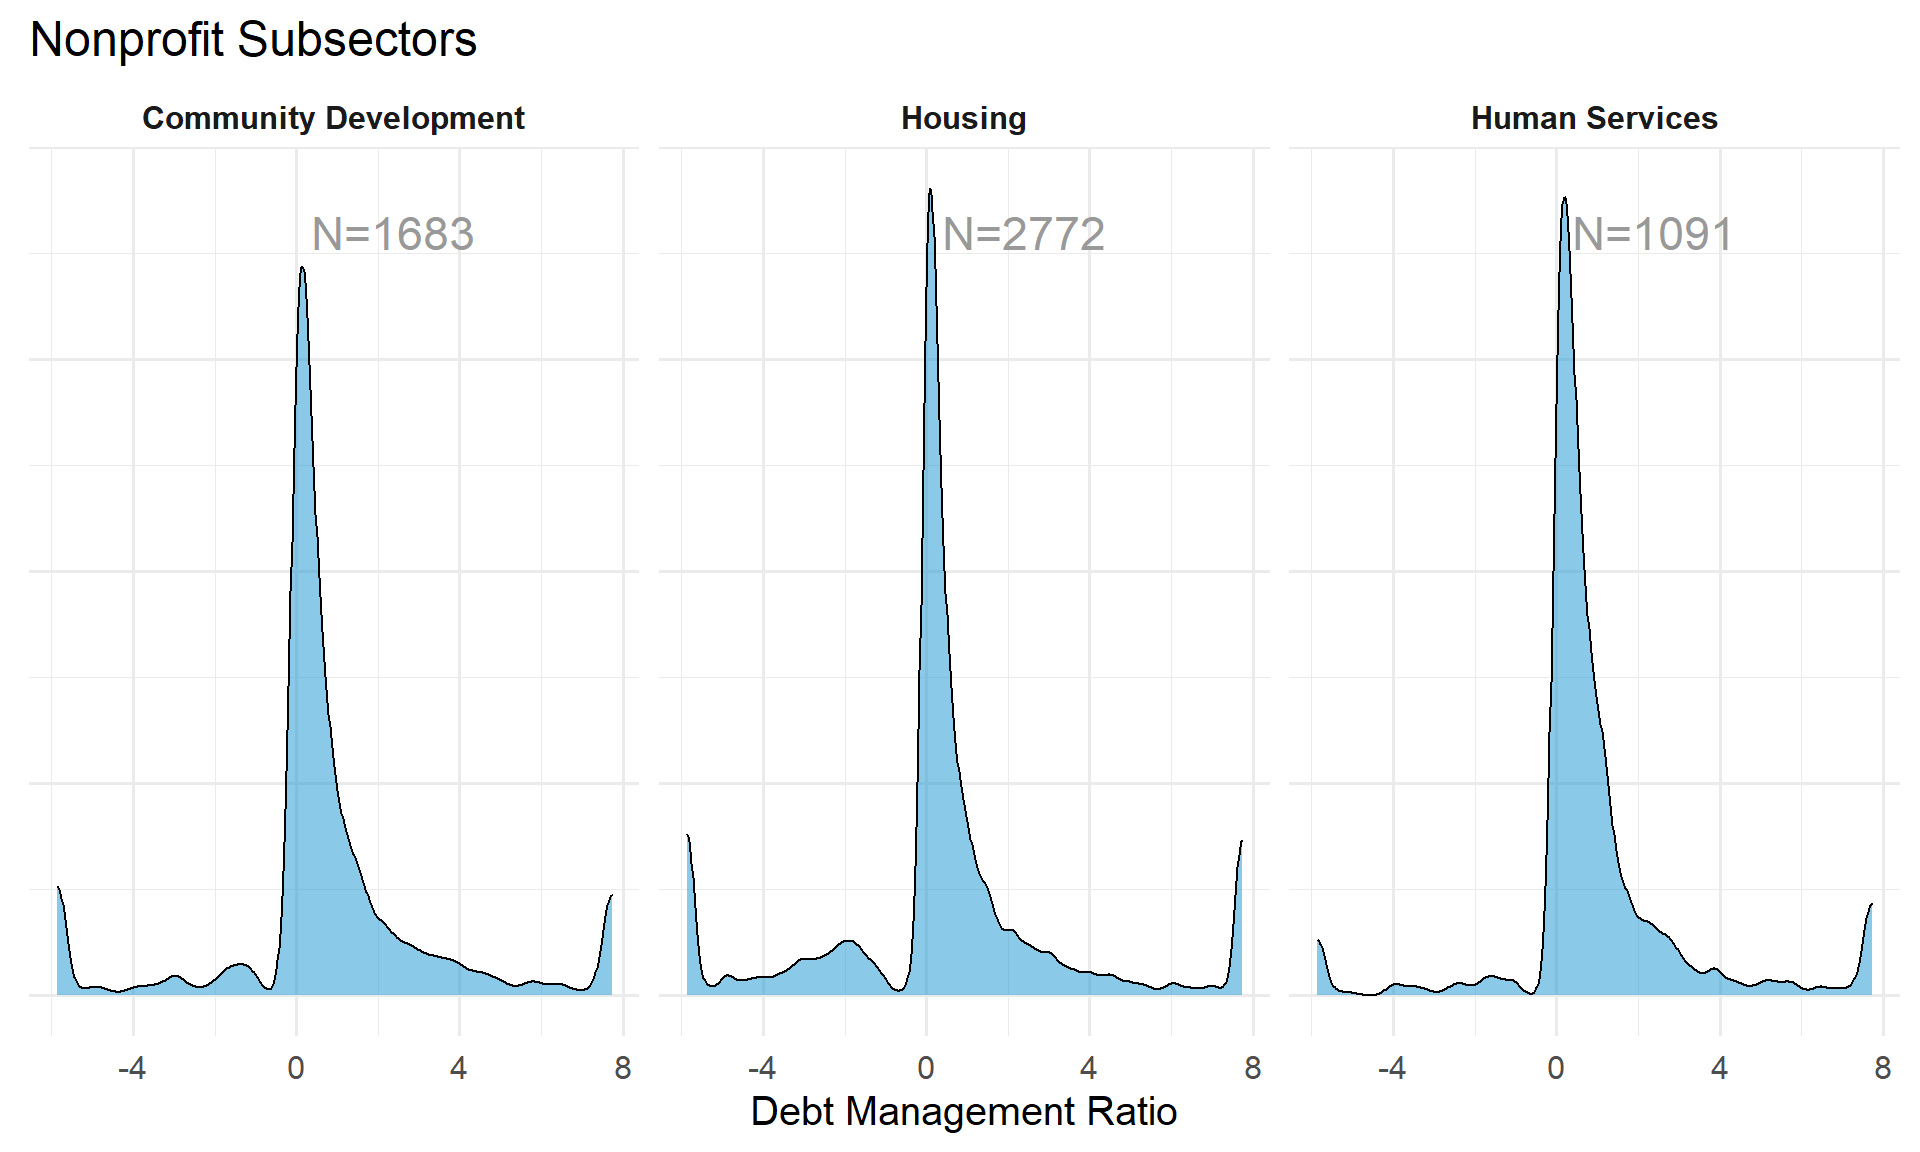 Nonprofit Subsectors
Community Development Housing Human Services
N=1683 N=2772 N=1091
-4 0 4 8 -4 0 4 8 -4 0 4 8
Debt Management Ratio